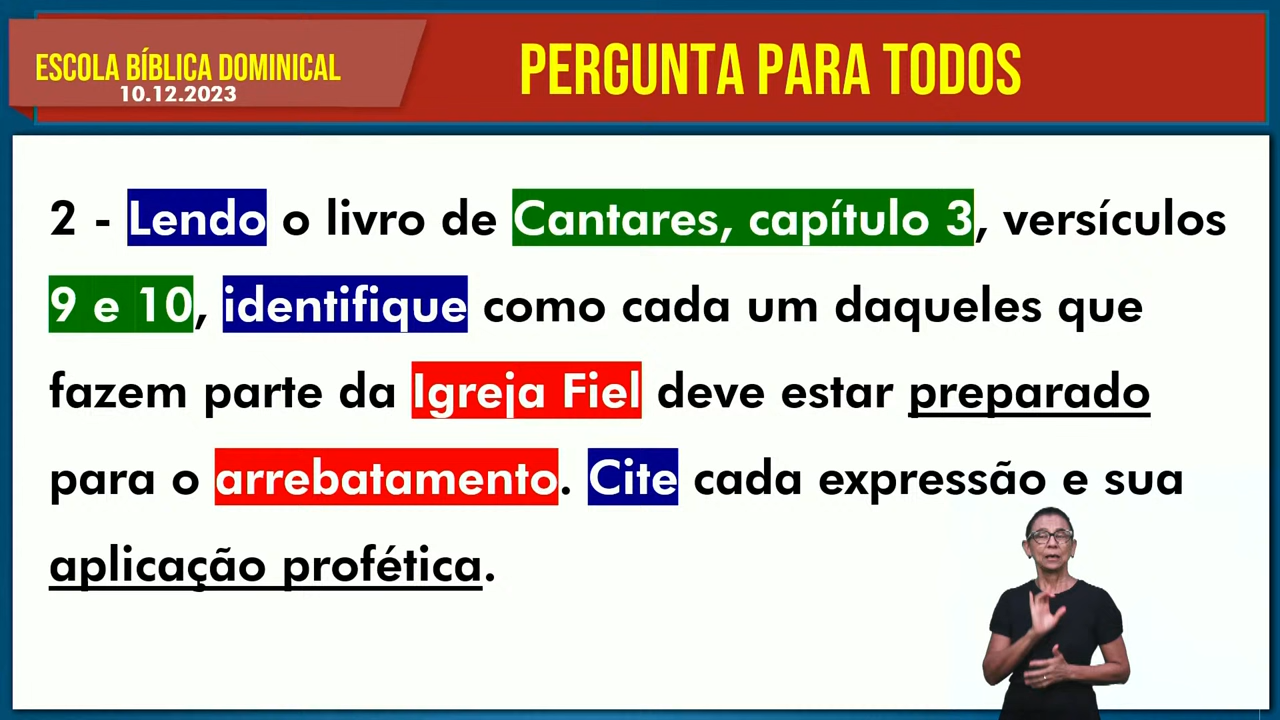 ESCOLA BÍBLICA DOMINICAL
10.12.2023
PERGUNTA PARA TODOS
2 - Lendo o livro de Cantares, capítulo 3, versículos
9 e 10, identifique como cada um daqueles que
fazem parte da Igreja Fiel deve estar preparado
para o arrebatamento. Cite cada expressão e sua
aplicação profética.